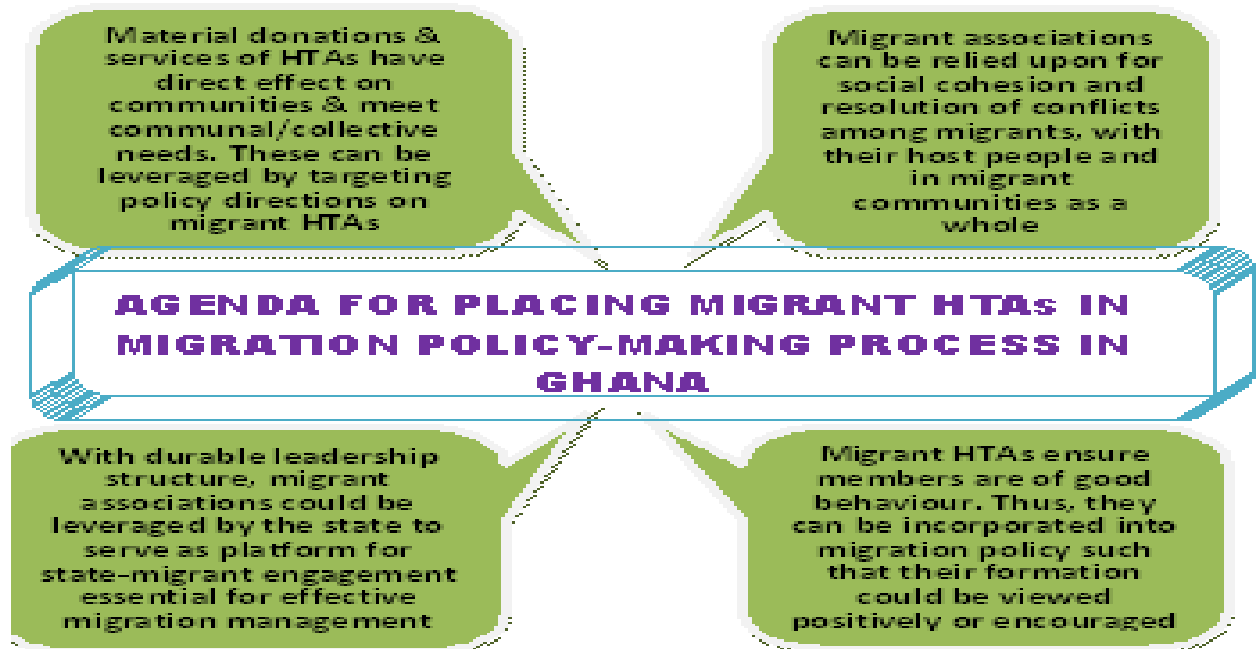 Material donations &
services of HTAs have
direct effect on
communities & meet
communal/collective
needs. These can be
leveraged by targeting
policy directions on
migrant HTAs
Migrant associations
can be relied upon for
social cohesion and
resolution of conflicts
among migrants, with
their host people and
in migrant
communities as a
whole
AGENDA FOR PLACING MIGRANT HTAs IN
MIGRATION POLICY-MAKING PROCESS IN
GHANA
With durable leadership
structure, migrant
associations could be
leveraged by the state to
serve as platform for
state-migrant engagement
essential for effective
migration management
Migrant HTAs ensure
members are of good
behaviour. Thus, they
can be incorporated into
migration policy such
that their formation
could be viewed
positively or encouraged